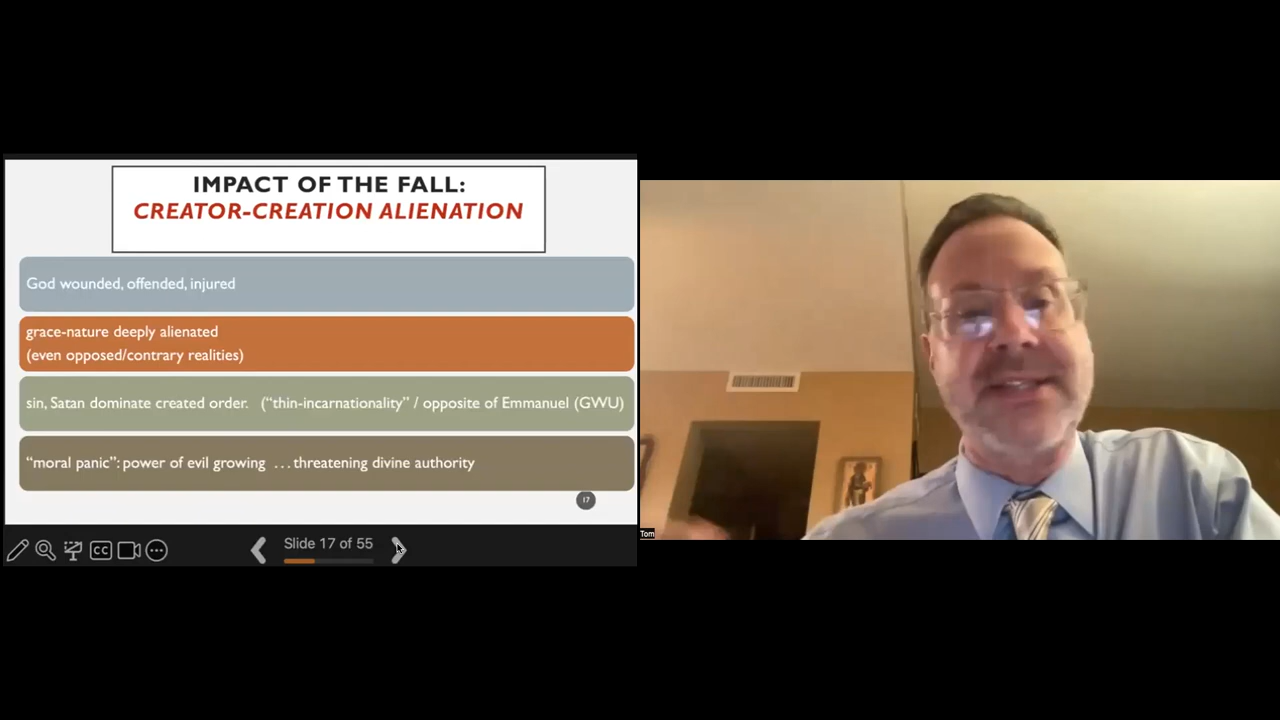 IMPACT OF THE FALL:
CREATOR-CREATION ALIENATION
God wounded, offended, injured
grace-nature deeply alienated
(even opposed/contrary realities)
sin, Satan dominate created order. (“thin-incarnationality” / opposite of Emmanuel (GWU)
“moral panic”: power of evil growing ...threatening divine authority
17
CC
Slide 17 of 55
Tom